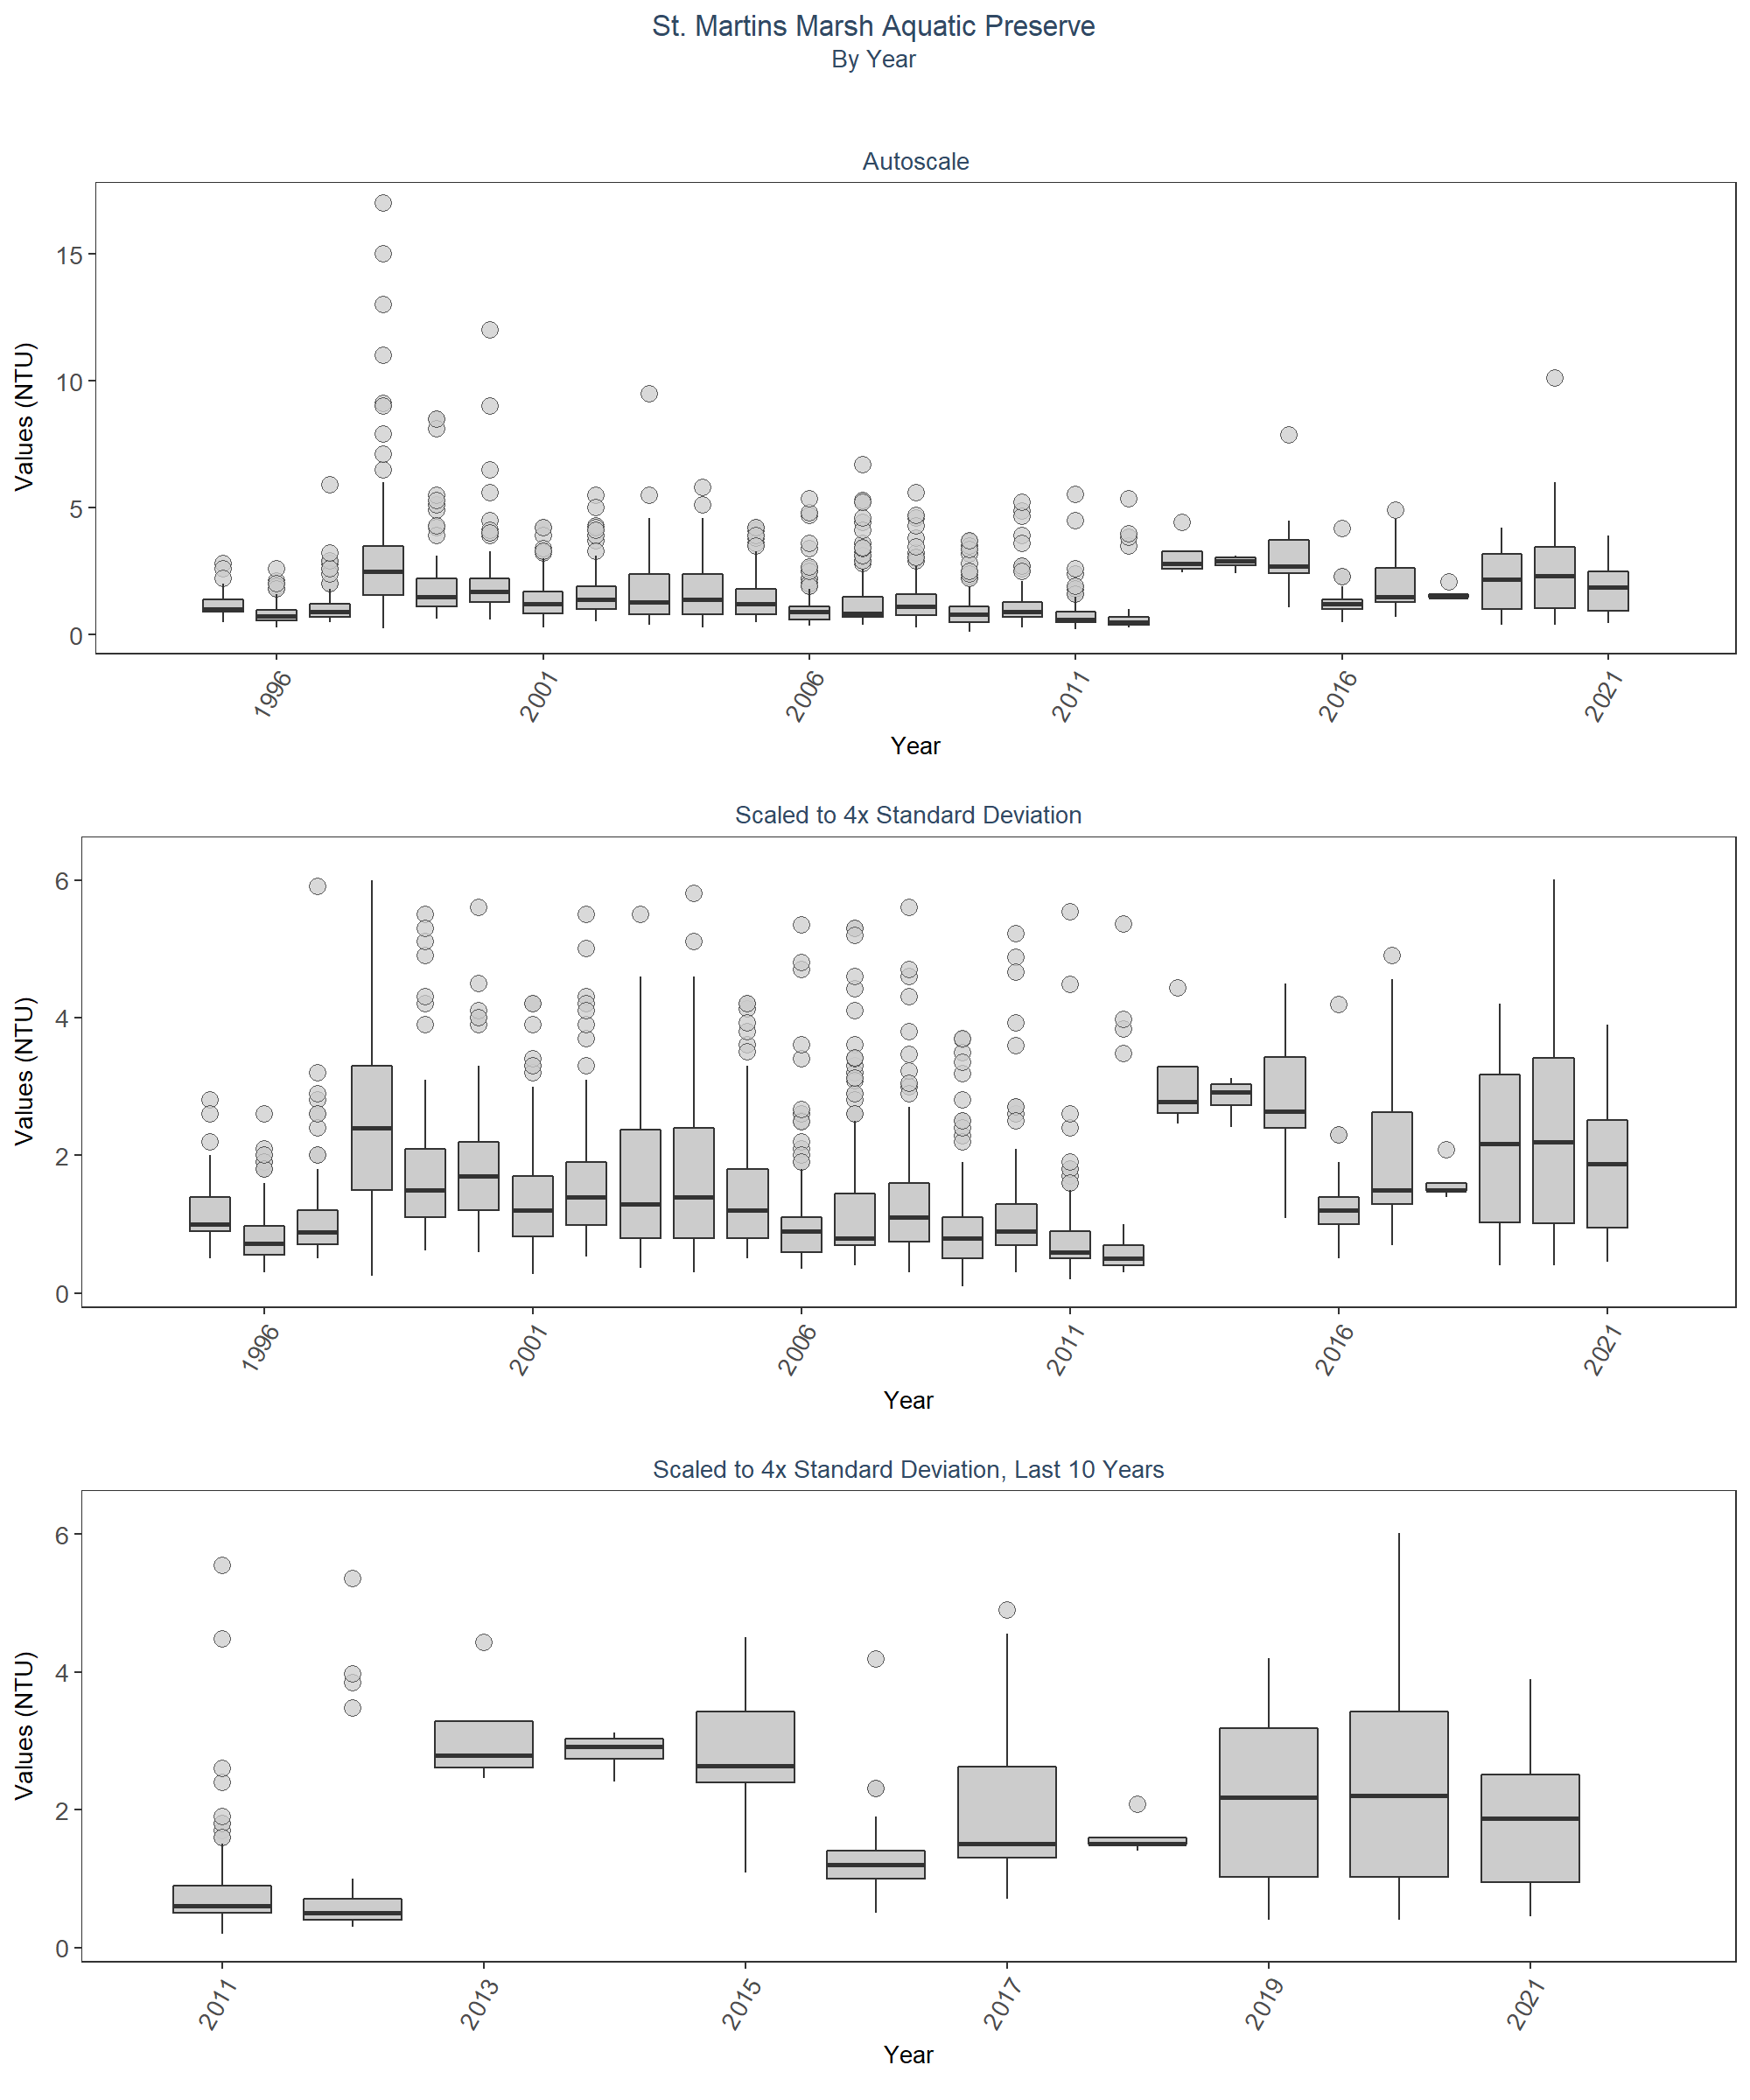 St. Martins Marsh Aquatic Preserve
By Year
Autoscale
Values (NTU)
15
10
5
0
1996 2001 2006 2011 2016 2021
Year
Scaled to 4x Standard Deviation
Values (NTU)
6
4
2
0
1996 2001 2006 2011 2016 2021
Year
Scaled to 4x Standard Deviation, Last 10 Years
Values (NTU)
6
4
2
0
2011 2013 2015 2017 2019 2021
Year